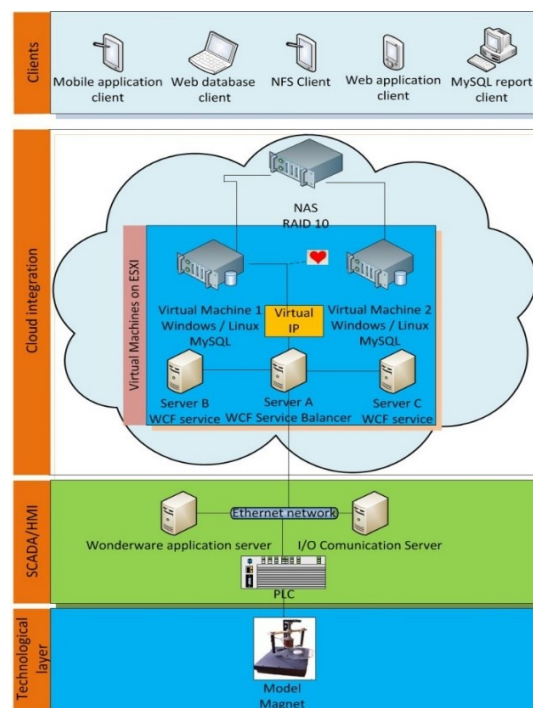 Clients
Mobile application
client
Web database
client
NFS Client
Web application
client
MySQL report
client
Cloud integration
NAS
RAID 10
Virtual Machines on ESXI
Virtual Machine 1
Windows / Linux
MySQL
Virtual
IP
Virtual Machine 2
Windows / Linux
MySQL
Server B
WCF service
Server A
WCF Service Balancer
Server C
WCF service
SCADA/HMI
Ethernet network
Wonderware application server
I/O Comunication Server
PLC
Technological
layer
Model
Magnet